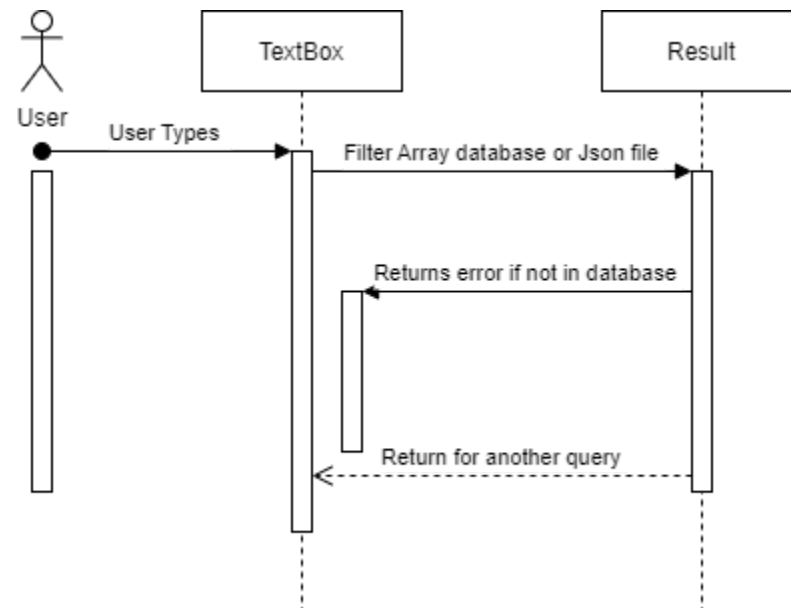 TextBox
Result
User
User Types
Filter Array database or Json file
Returns error if not in database
Return for another query